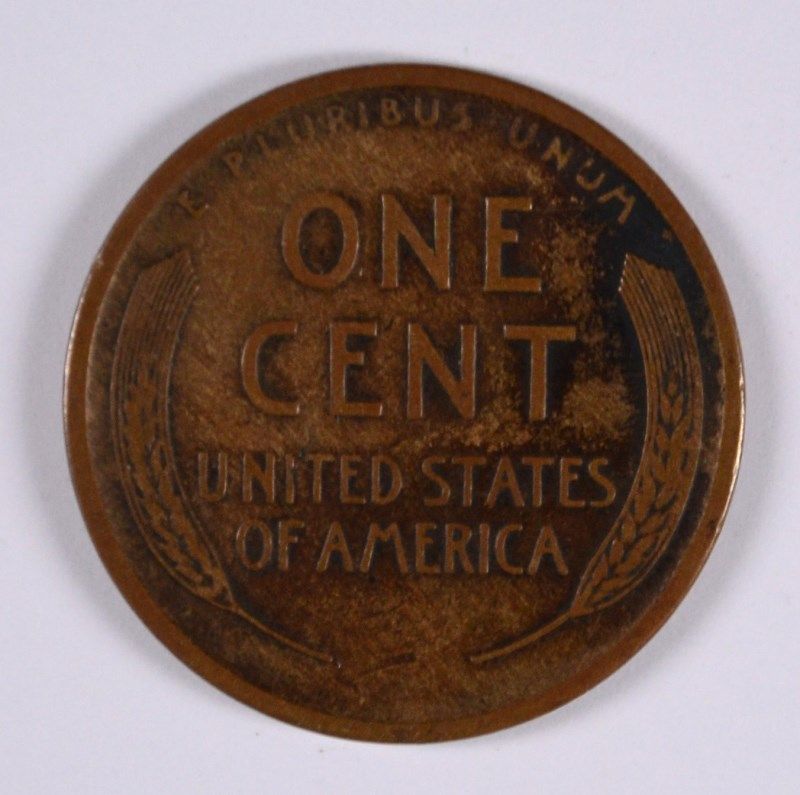 E PLURIBUS UNUM
ONE
CENT
UNITED STATES
OF AMERICA